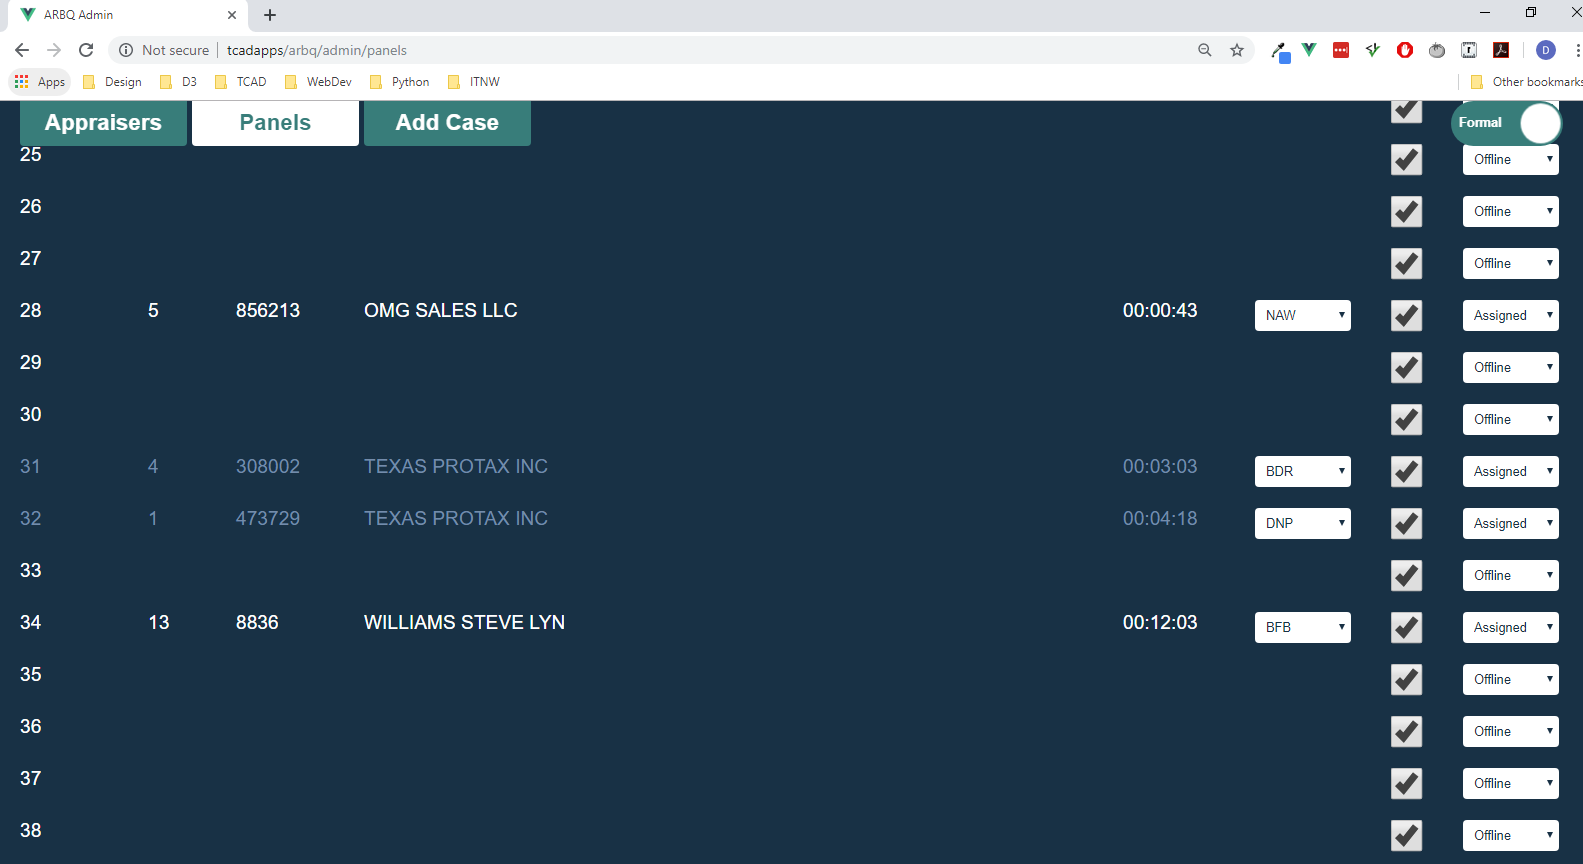 ARBQ Admin
Not secure tcadapps/arbq/admin/panels
D
Apps Design D3 TCAD WebDev Python ITNW Other bookmarks
Appraisers Panels Add Case Formal
25 Offline
26 Offline
27 Offline
28 5 856213 OMG SALES LLC 00:00:43 NAW Assigned
29 Offline
30 Offline
31 4 308002 TEXAS PROTAX INC 00:03:03 BDR Assigned
32 1 473729 TEXAS PROTAX INC 00:04:18 DNP Assigned
33 Offline
34 13 8836 WILLIAMS STEVE LYN 00:12:03 BFB Assigned
35 Offline
36 Offline
37 Offline
38 Offline